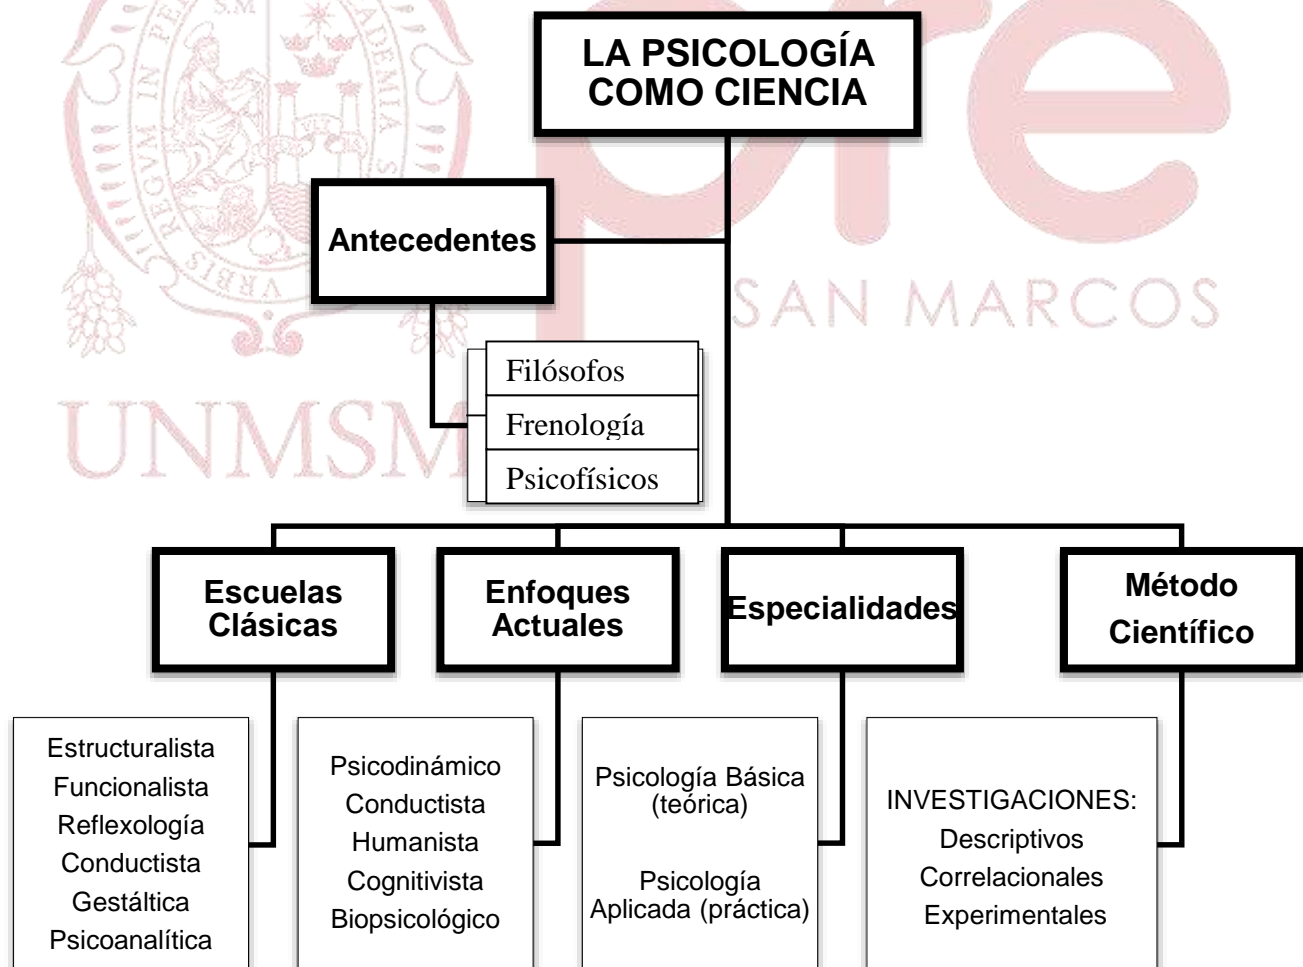 LA PSICOLOGÍA
COMO CIENCIA
Antecedentes
Filósofos
Frenología
Psicofísicos
pre
SAN MARCOS
UNMSM
Escuelas
Clásicas
Enfoques
Actuales
Especialidades
Método
Científico
Estructuralista
Funcionalista
Reflexología
Conductista
Gestáltica
Psicoanalítica
Psicodinámico
Conductista
Humanista
Cognitivista
Biopsicológico
Psicología Básica
(teórica)
Psicología
Aplicada (práctica)
INVESTIGACIONES:
Descriptivos
Correlacionales
Experimentales